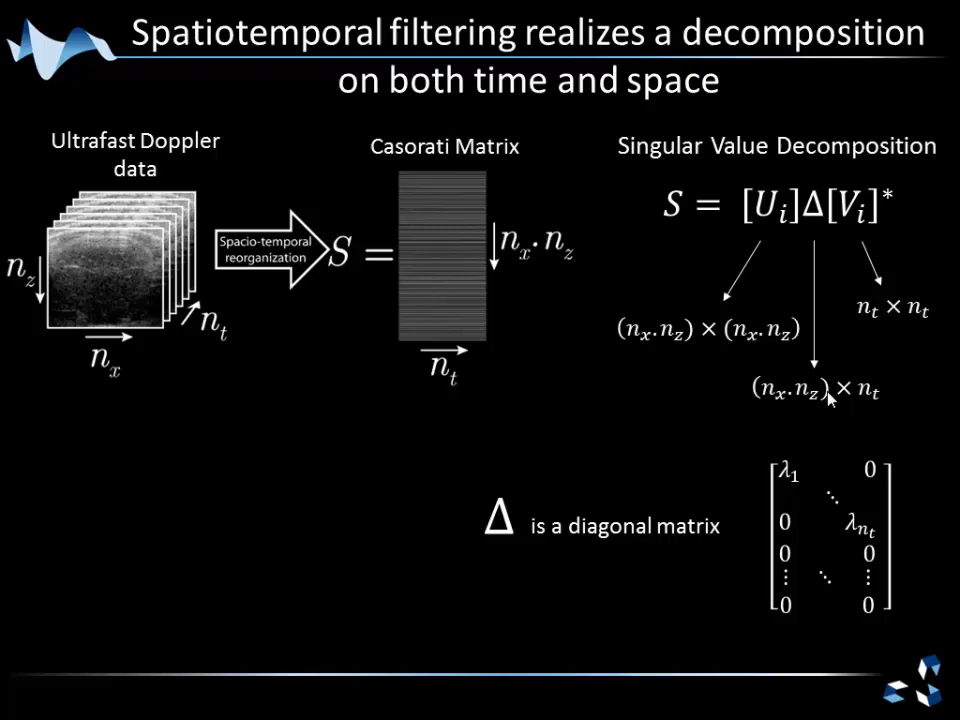 Spatiotemporal filtering realizes a decomposition
on both time and space
Ultrafast Doppler
data
n_z
n_x
n_t
Spacio-temporal
reorganization
S =
Casorati Matrix
n_x . n_z
n_t
Singular Value Decomposition
S = [U_i]Δ[V_i]^*
(n_x.n_z) × (n_x.n_z)
n_t × n_t
(n_x.n_z) × n_t
Δ is a diagonal matrix
λ_1 0
⋱
0 λ_{n_t}
0 0
⋮ ⋱ ⋮
0 0